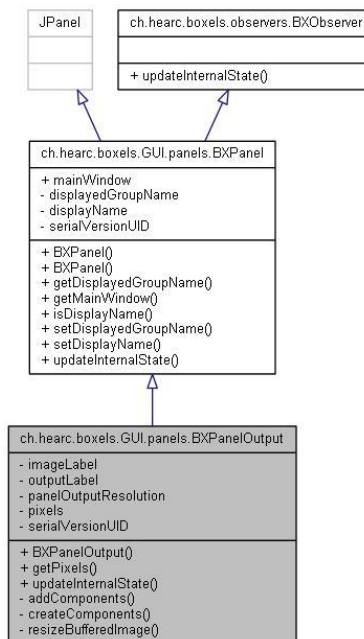 JPanel
ch.hearc.boxels.observers.BXObserver
+ updateInternalState()
ch.hearc.boxels.GUI.panels.BXPanel
+ mainWindow
- displayedGroupName
- displayName
- serialVersionUID
+ BXPanel()
+ BXPanel()
+ getDisplayedGroupName()
+ getMainWindow()
+ isDisplayName()
+ setDisplayedGroupName()
+ setDisplayName()
+ updateInternalState()
ch.hearc.boxels.GUI.panels.BXPanelOutput
- imageLabel
- outputLabel
- panelOutputResolution
- pixels
- serialVersionUID
+ BXPanelOutput()
+ getPixels()
+ updateInternalState()
- addComponents()
- createComponents()
- resizeBufferedImage()